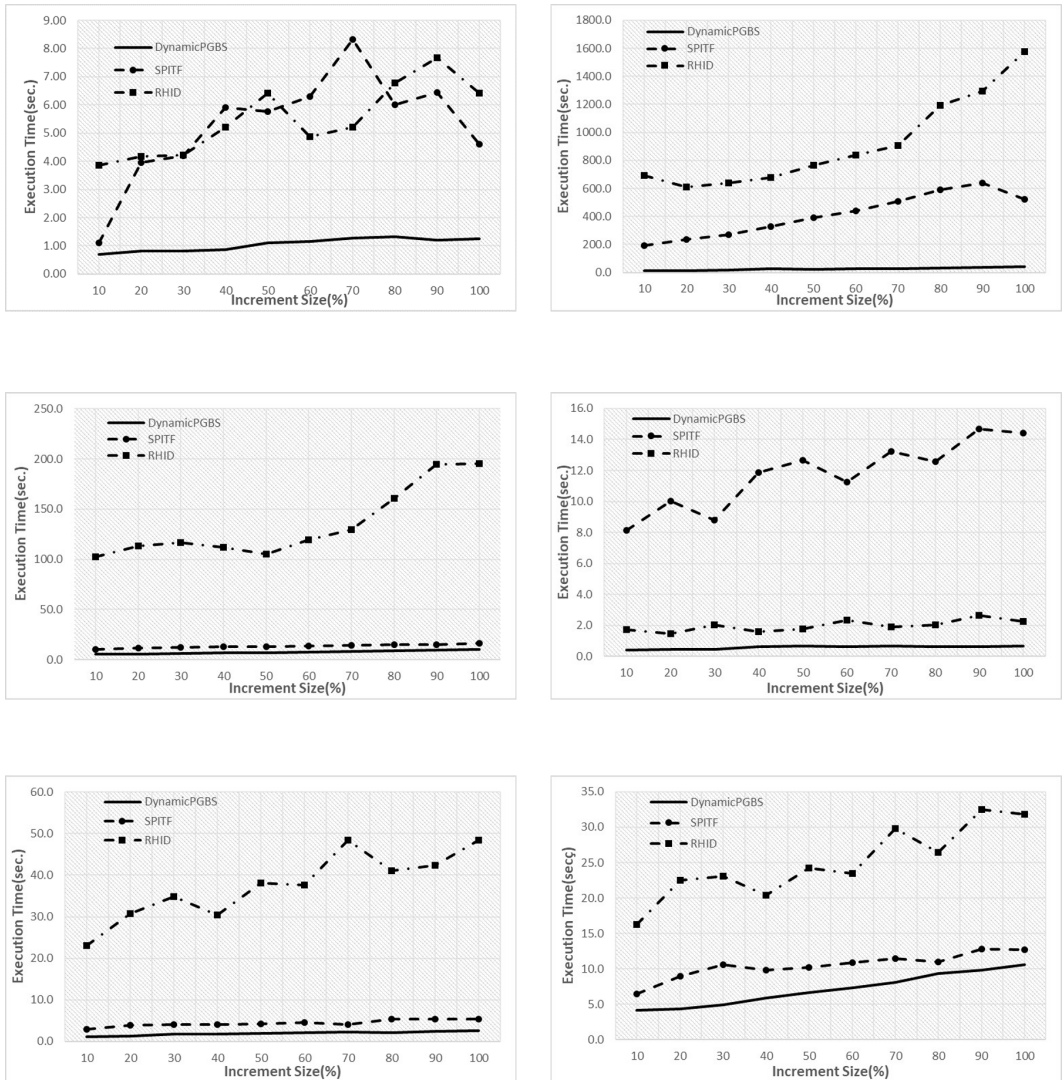 9.00
8.00
7.00
6.00
5.00
4.00
3.00
2.00
1.00
0.00
Execution Time(sec.)
DynamicPGBS
SPITF
RHID
10 20 30 40 50 60 70 80 90 100
Increment Size(%)
1800.0
1600.0
1400.0
1200.0
1000.0
800.0
600.0
400.0
200.0
0.0
Execution Time(sec.)
DynamicPGBS
SPITF
RHID
10 20 30 40 50 60 70 80 90 100
Increment Size(%)
250.0
200.0
150.0
100.0
50.0
0.0
Execution Time(sec.)
DynamicPGBS
SPITF
RHID
10 20 30 40 50 60 70 80 90 100
Increment Size(%)
16.0
14.0
12.0
10.0
8.0
6.0
4.0
2.0
0.0
Execution Time(sec.)
DynamicPGBS
SPITF
RHID
10 20 30 40 50 60 70 80 90 100
Increment Size(%)
60.0
50.0
40.0
30.0
20.0
10.0
0.0
Execution Time(sec.)
DynamicPGBS
SPITF
RHID
10 20 30 40 50 60 70 80 90 100
Increment Size(%)
35.0
30.0
25.0
20.0
15.0
10.0
5.0
0.0
Execution Time(secç)
DynamicPGBS
SPITF
RHID
10 20 30 40 50 60 70 80 90 100
Increment Size(%)